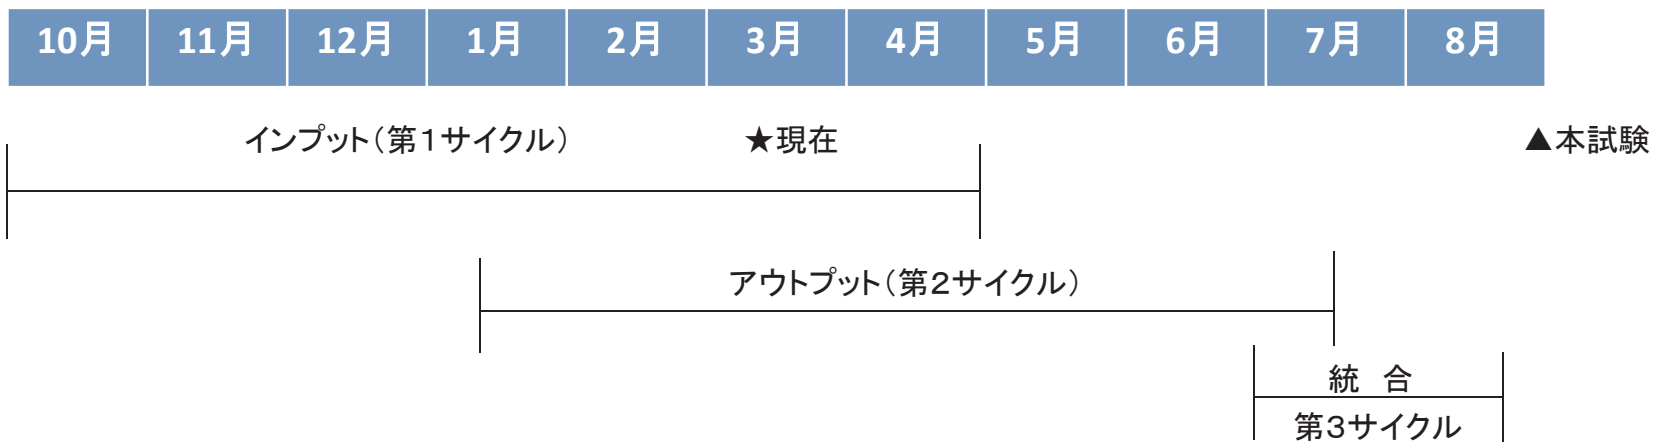 10月 11月 12月 1月 2月 3月 4月 5月 6月 7月 8月
インプット（第１サイクル） ★現在 ▲本試験
アウトプット（第２サイクル）
統　合
第３サイクル